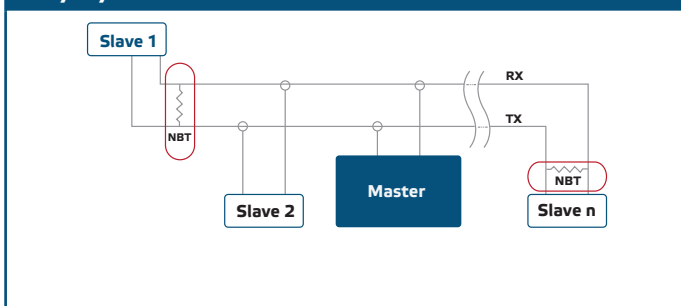 Slave 1
RX
TX
NBT
NBT
Master
Slave 2
Slave n